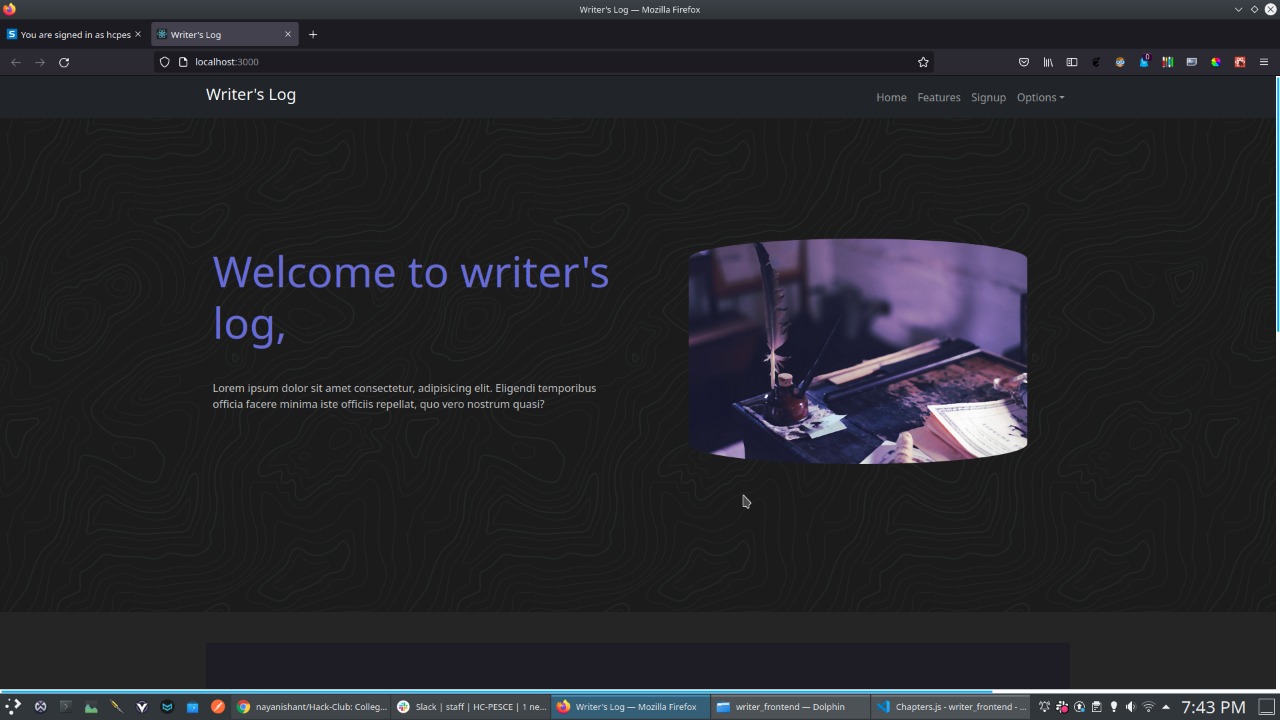 Writer's Log — Mozilla Firefox
You are signed in as hcpes
Writer's Log
localhost:3000
Writer's Log
Home
Features
Signup
Options
Welcome to writer's
log,
Lorem ipsum dolor sit amet consectetur, adipisicing elit. Eligendi temporibus
officia facere minima iste officiis repellat, quo vero nostrum quasi?
nayanishant/Hack-Club: Colleg...
Slack | staff | HC-PESCE | 1 ne...
Writer's Log — Mozilla Firefox
writer_frontend — Dolphin
Chapters.js - writer_frontend - ...
7:43 PM